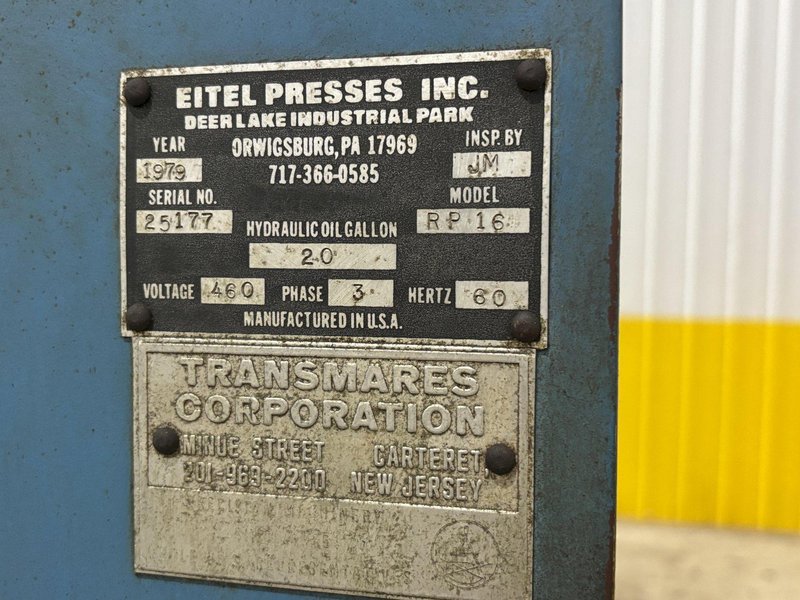 EITEL PRESSES INC.
DEER LAKE INDUSTRIAL PARK
YEAR ORWIGSBURG, PA 17969 INSP. BY
1979 717-366-0585 JM
SERIAL NO. MODEL
25177 HYDRAULIC OIL GALLON RP 16
20
VOLTAGE 460 PHASE 3 HERTZ 60
MANUFACTURED IN U.S.A.
TRANSMARES
CORPORATION
MINUE STREET CARTERET
201-969-2200 NEW JERSEY